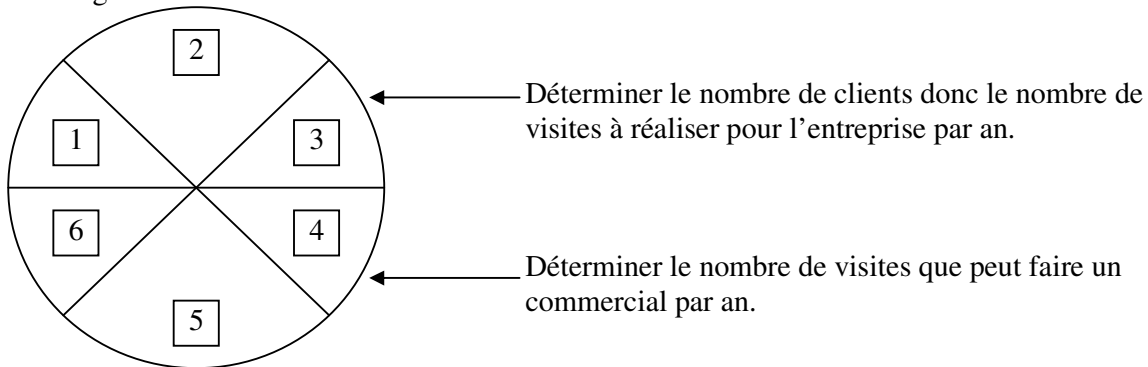 2
Déterminer le nombre de clients donc le nombre de
visites à réaliser pour l'entreprise par an.
1
3
6
4
Déterminer le nombre de visites que peut faire un
commercial par an.
5